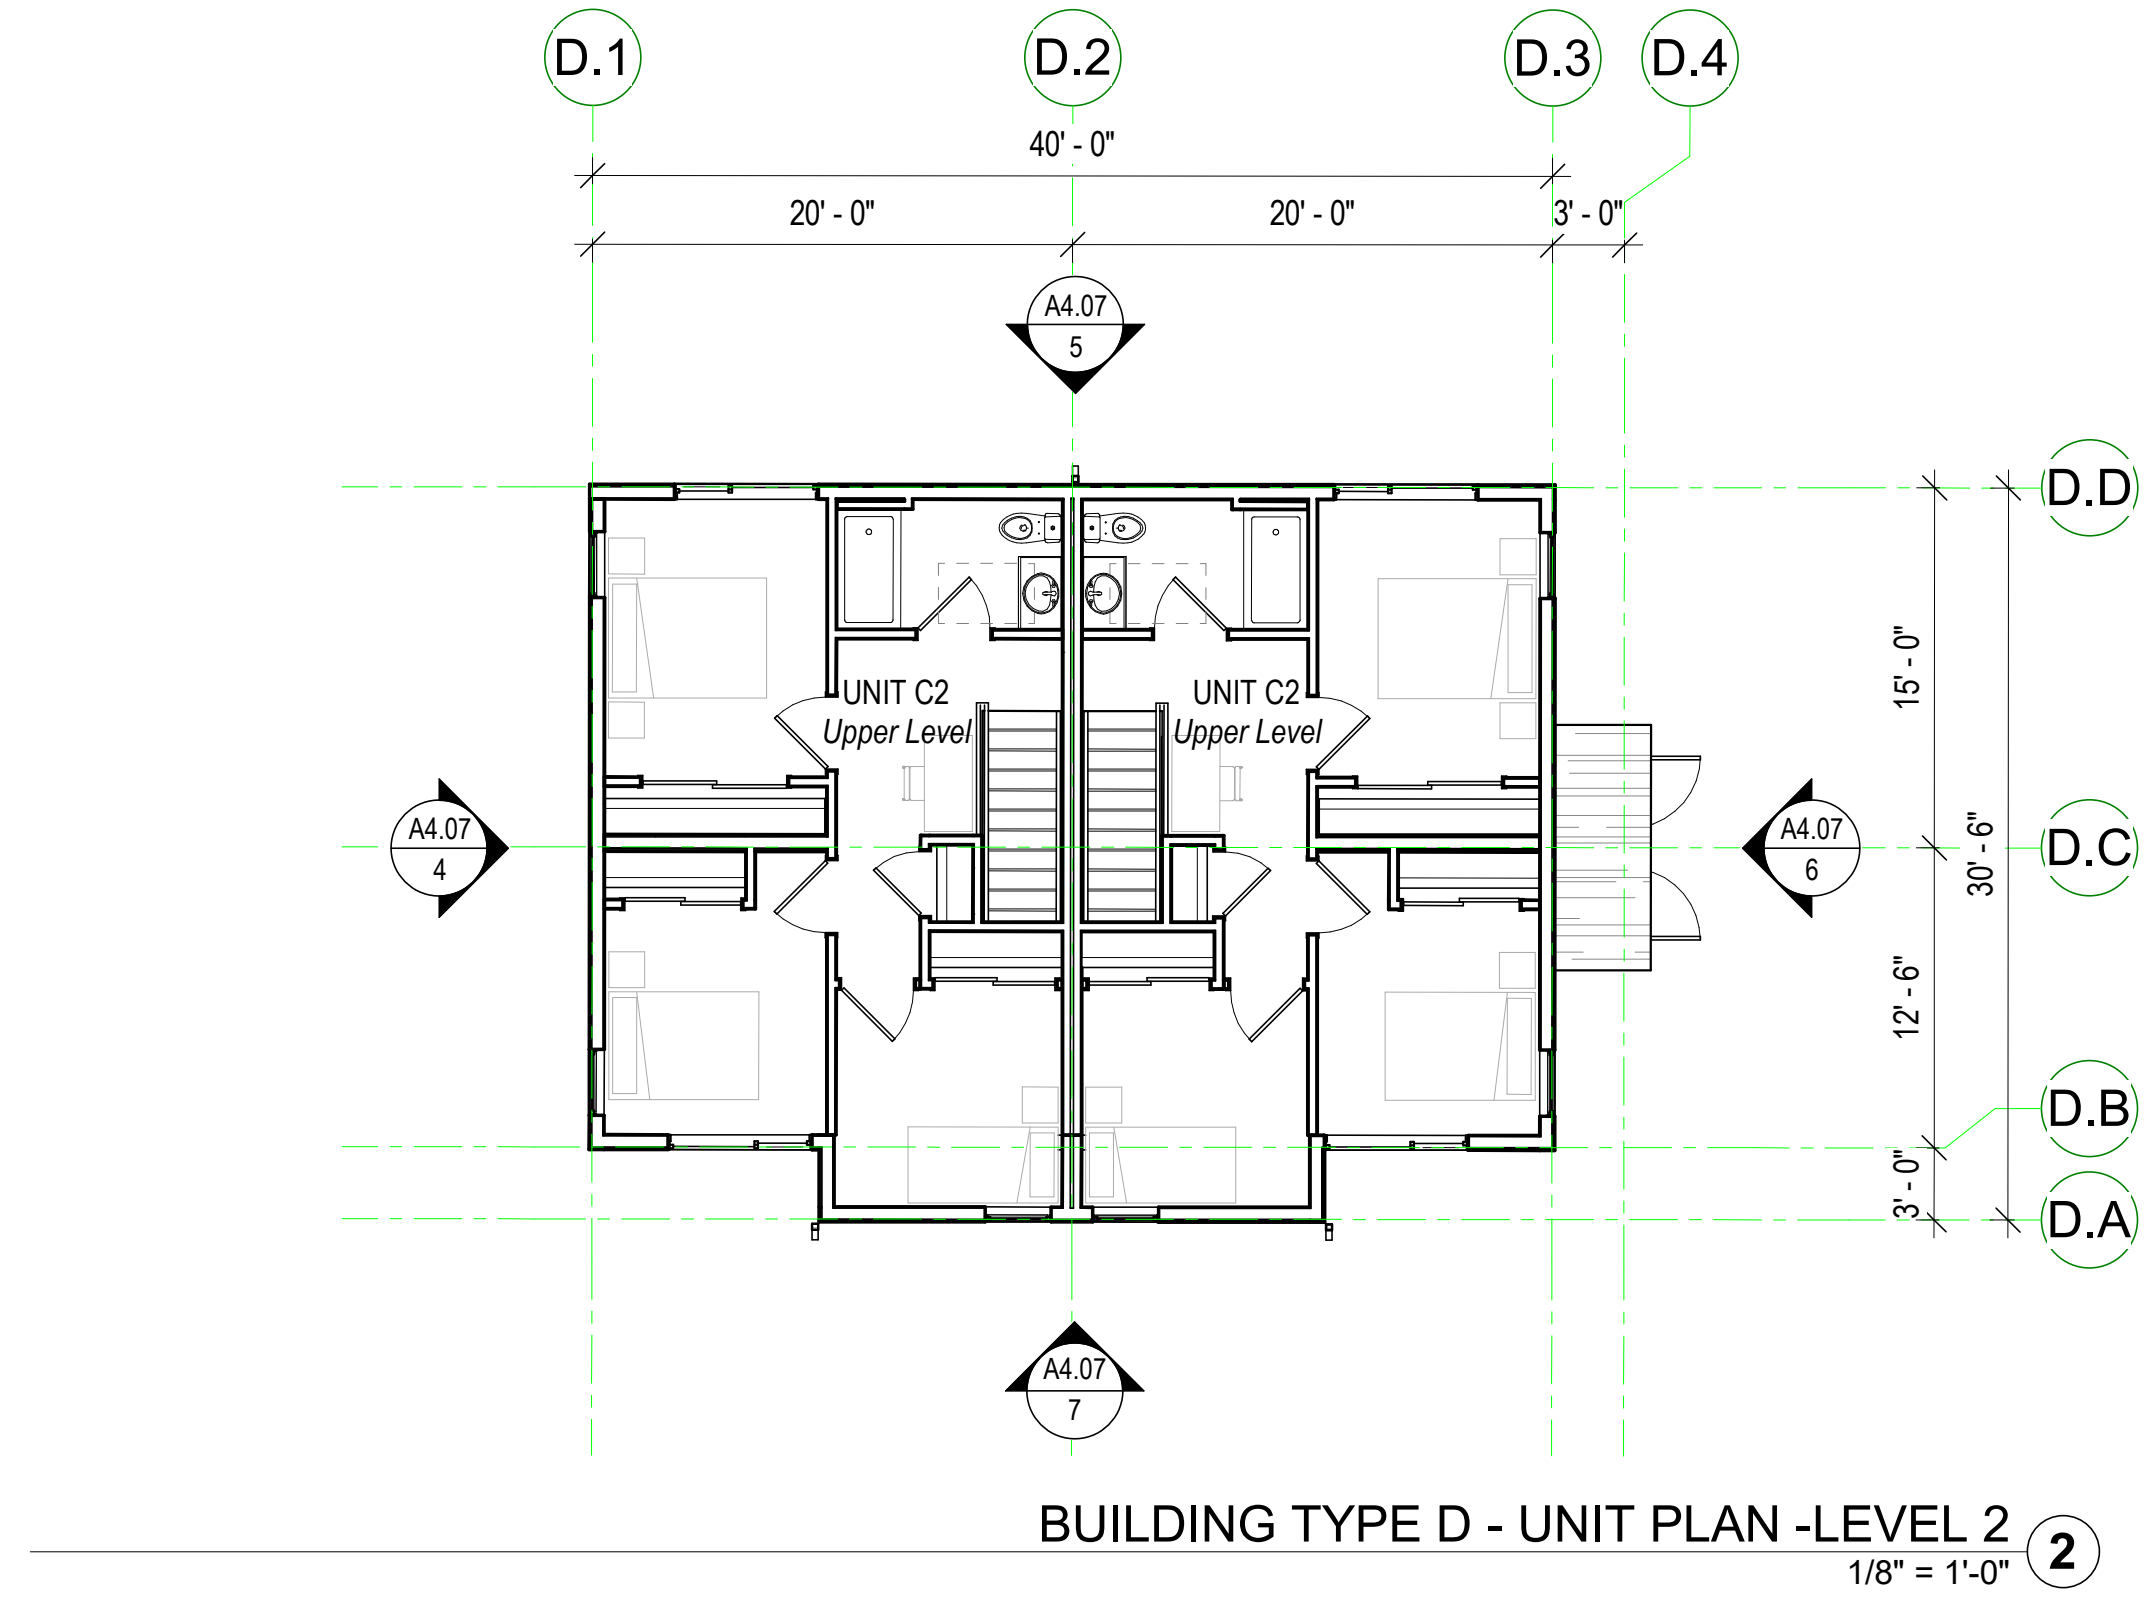 D.1 D.2 D.3 D.4
40' - 0"
20' - 0" 20' - 0" 3' - 0"
A4.07
5
D.D
15' - 0"
UNIT C2 UNIT C2
Upper Level Upper Level
A4.07
4
A4.07
6
30' - 6"
D.C
12' - 6"
D.B
3' - 0"
D.A
A4.07
7
BUILDING TYPE D - UNIT PLAN -LEVEL 2
2
1/8" = 1'-0"